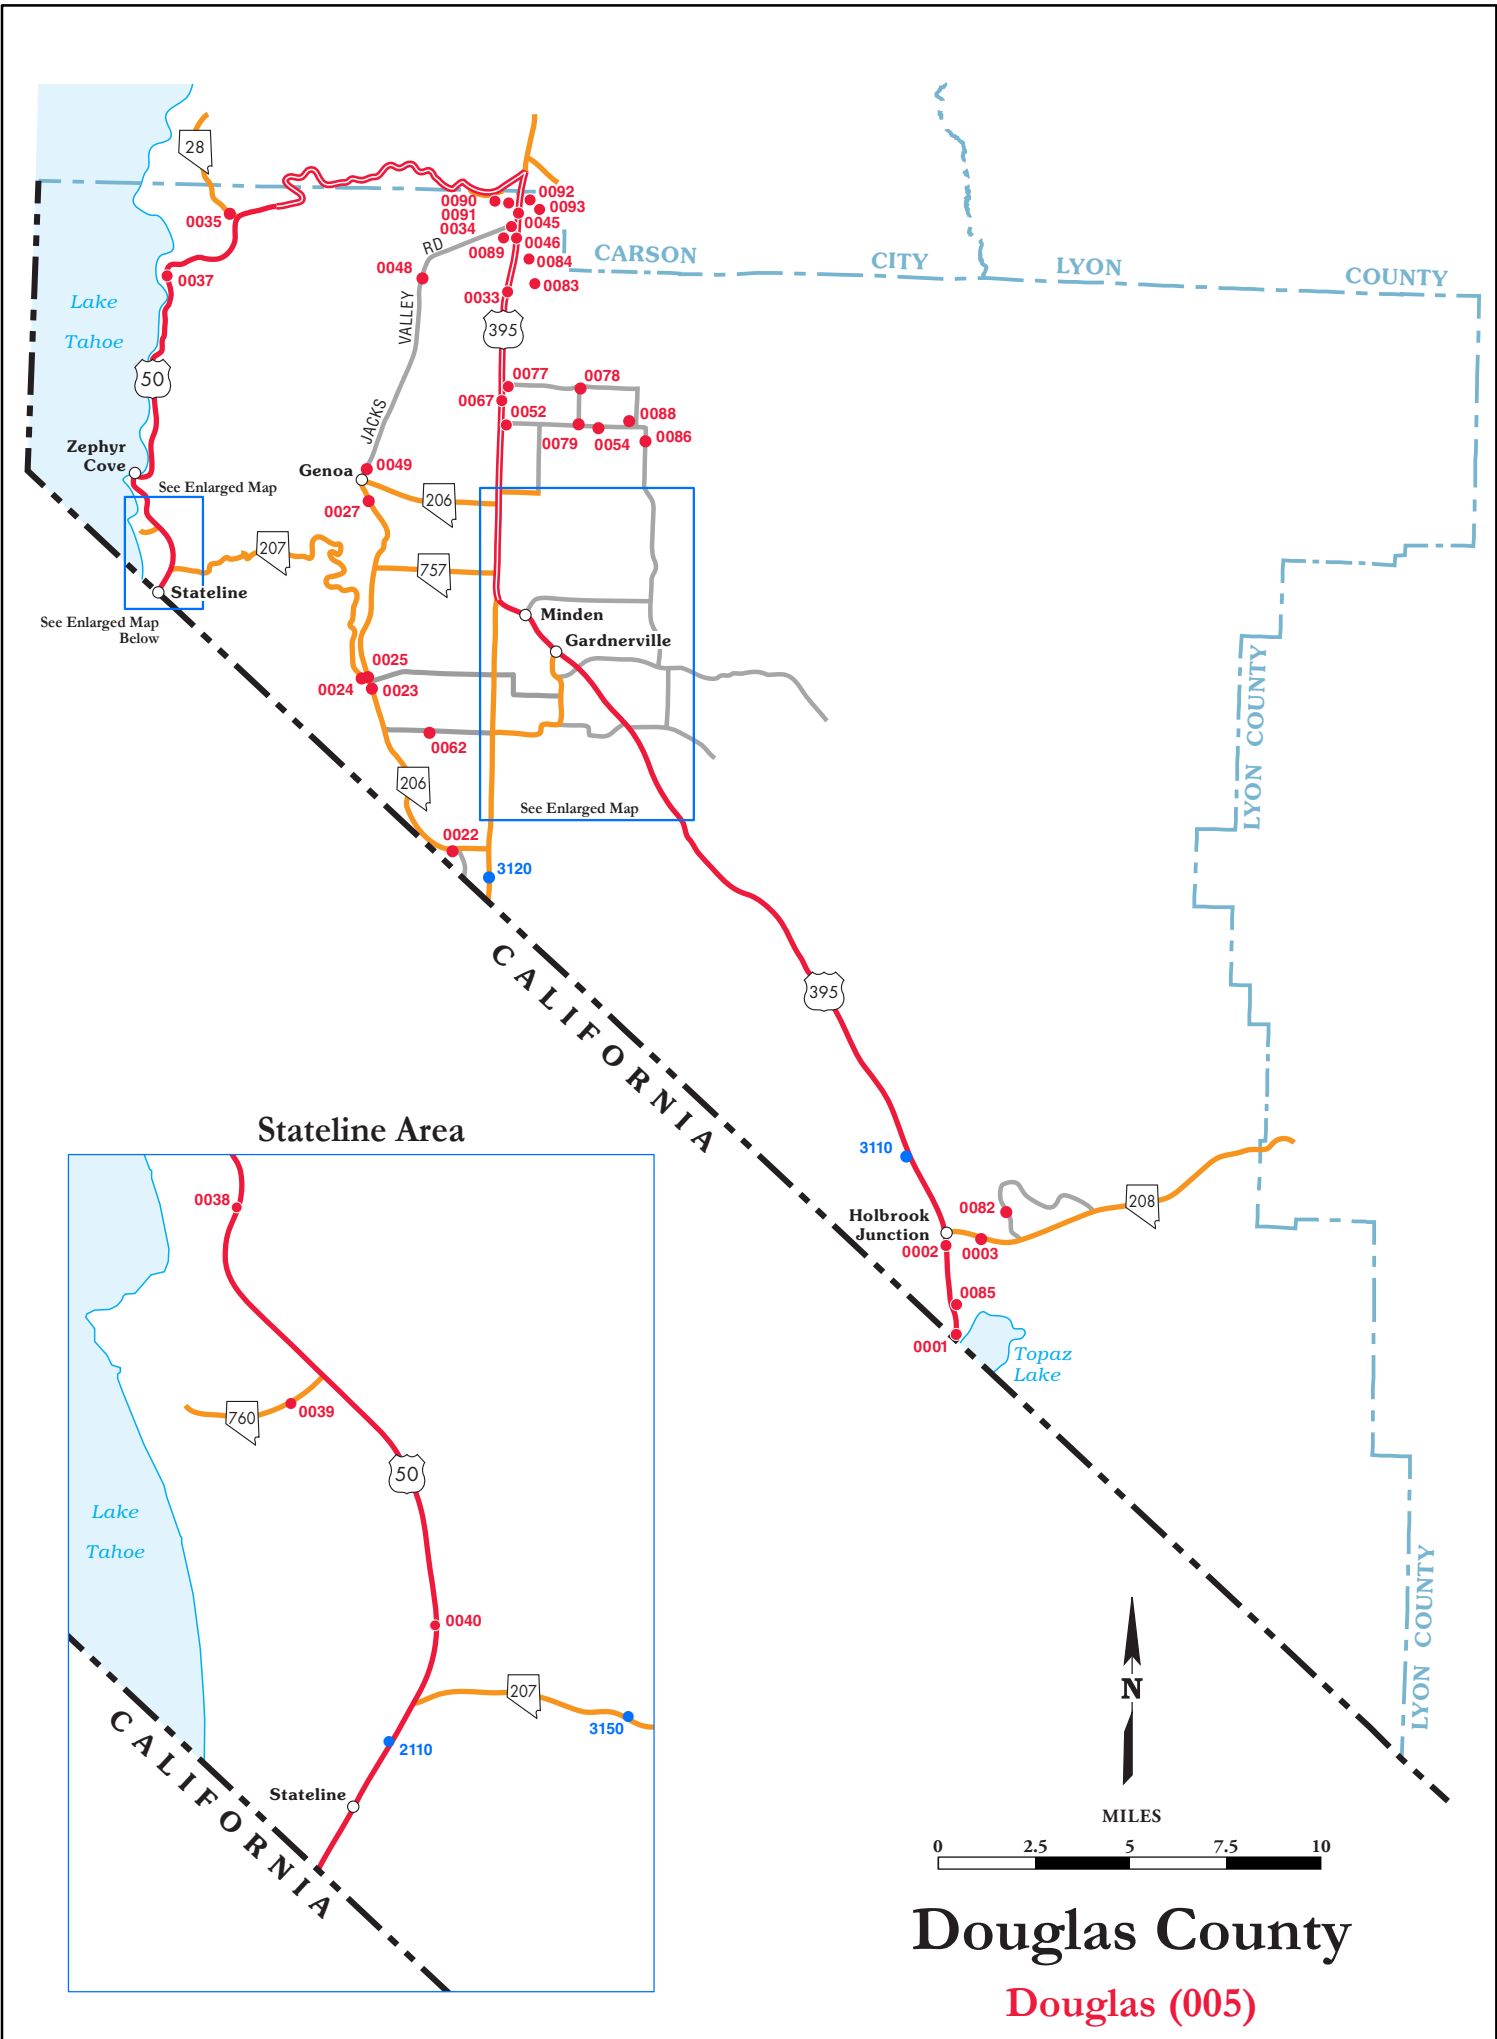 28
0035
0037
Lake
Tahoe
50
Zephyr
Cove
See Enlarged Map
207
Stateline
See Enlarged Map
Below
0090
0091
0034
0092
0093
0045
0089
0046
0084
0083
0033
395
RD
VALLEY
JACKS
0048
CARSON
CITY
LYON
COUNTY
0077
0078
0067
0052
0088
0079
0054
0086
0049
Genoa
0027
206
757
Minden
Gardnerville
0025
0024
0023
0062
206
See Enlarged Map
0022
3120
CALIFORNIA
LYON COUNTY
395
3110
Holbrook
Junction
0082
208
0002
0003
0085
0001
Topaz
Lake
LYON COUNTY
Stateline Area
0038
760
0039
50
Lake
Tahoe
0040
207
3150
2110
Stateline
CALIFORNIA
N
MILES
0 2.5 5 7.5 10
Douglas County
Douglas (005)